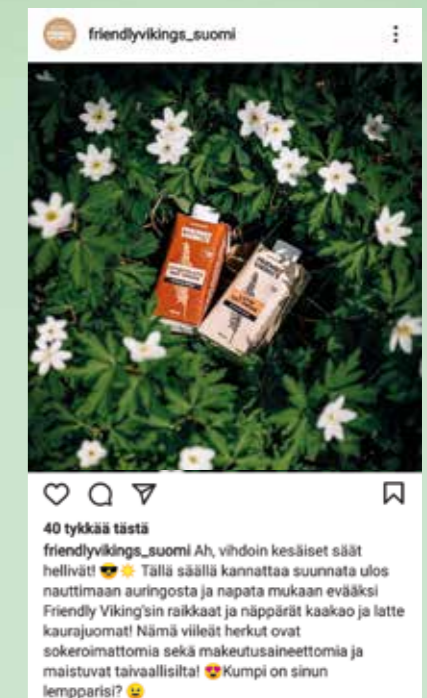 friendlyvikings_suomi
40 tykkää tästä
friendlyvikings_suomi Ah, vihdoin kesäiset säät
hellivät! 😎☀️ Tällä säällä kannattaa suunnata ulos
nauttimaan auringosta ja napata mukaan evääksi
Friendly Viking'sin raikkaat ja näppärät kaakao ja latte
kaurajuomat! Nämä viileät herkut ovat
sokeroimattomia sekä makeutusaineettomia ja
maistuvat taivaallisilta! 😍Kumpi on sinun
lempparisi? 😉